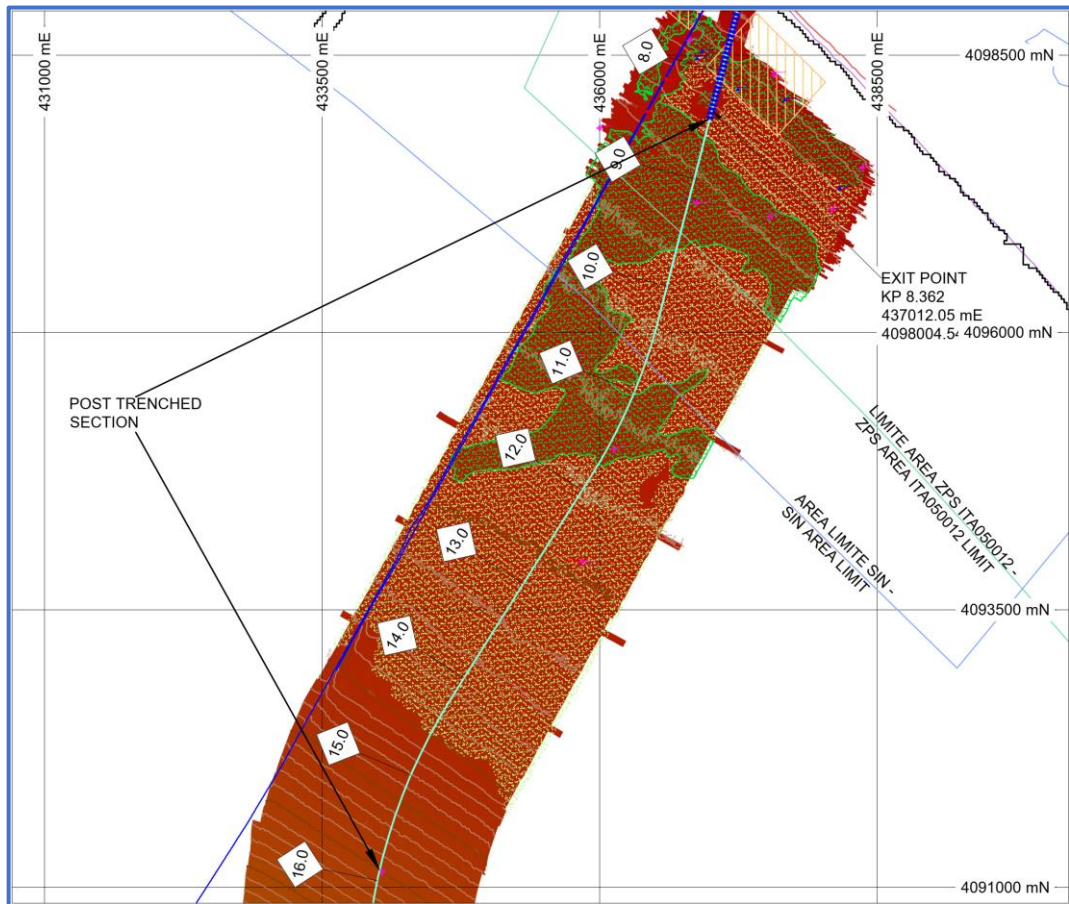 431000 mE
433500 mE
436000 mE
438500 mE
4098500 mN
8.0
9.0
10.0
EXIT POINT
KP 8.362
437012.05 mE
4098004.54
4096000 mN
11.0
POST TRENCHED
SECTION
12.0
LIMITE AREA ZPS ITA050012 -
ZPS AREA ITA050012 LIMIT
AREA LIMITE SIN -
SIN AREA LIMIT
13.0
4093500 mN
14.0
15.0
16.0
4091000 mN